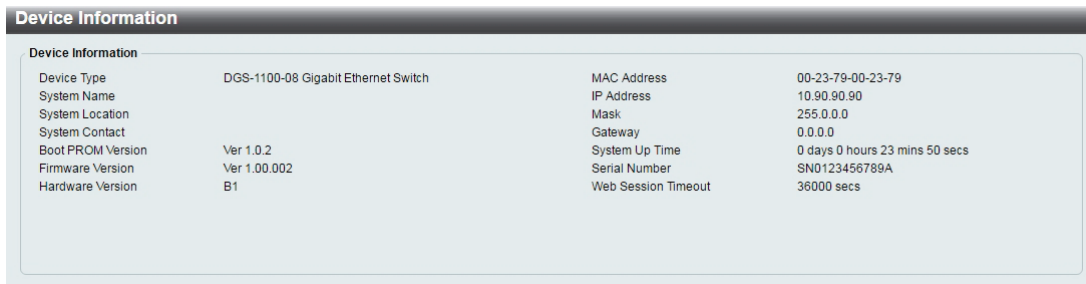 Device Information
Device Information
Device Type DGS-1100-08 Gigabit Ethernet Switch MAC Address 00-23-79-00-23-79
System Name IP Address 10.90.90.90
System Location Mask 255.0.0.0
System Contact Gateway 0.0.0.0
Boot PROM Version Ver 1.0.2 System Up Time 0 days 0 hours 23 mins 50 secs
Firmware Version Ver 1.00.002 Serial Number SN0123456789A
Hardware Version B1 Web Session Timeout 36000 secs